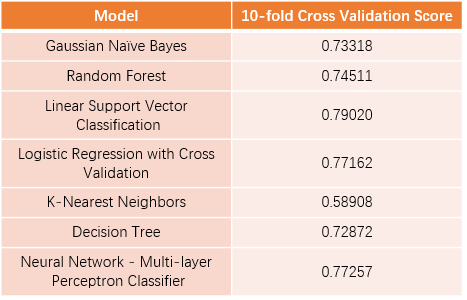 Model 10-fold Cross Validation Score
Gaussian Naïve Bayes 0.73318
Random Forest 0.74511
Linear Support Vector
Classification 0.79020
Logistic Regression with Cross
Validation 0.77162
K-Nearest Neighbors 0.58908
Decision Tree 0.72872
Neural Network - Multi-layer
Perceptron Classifier 0.77257